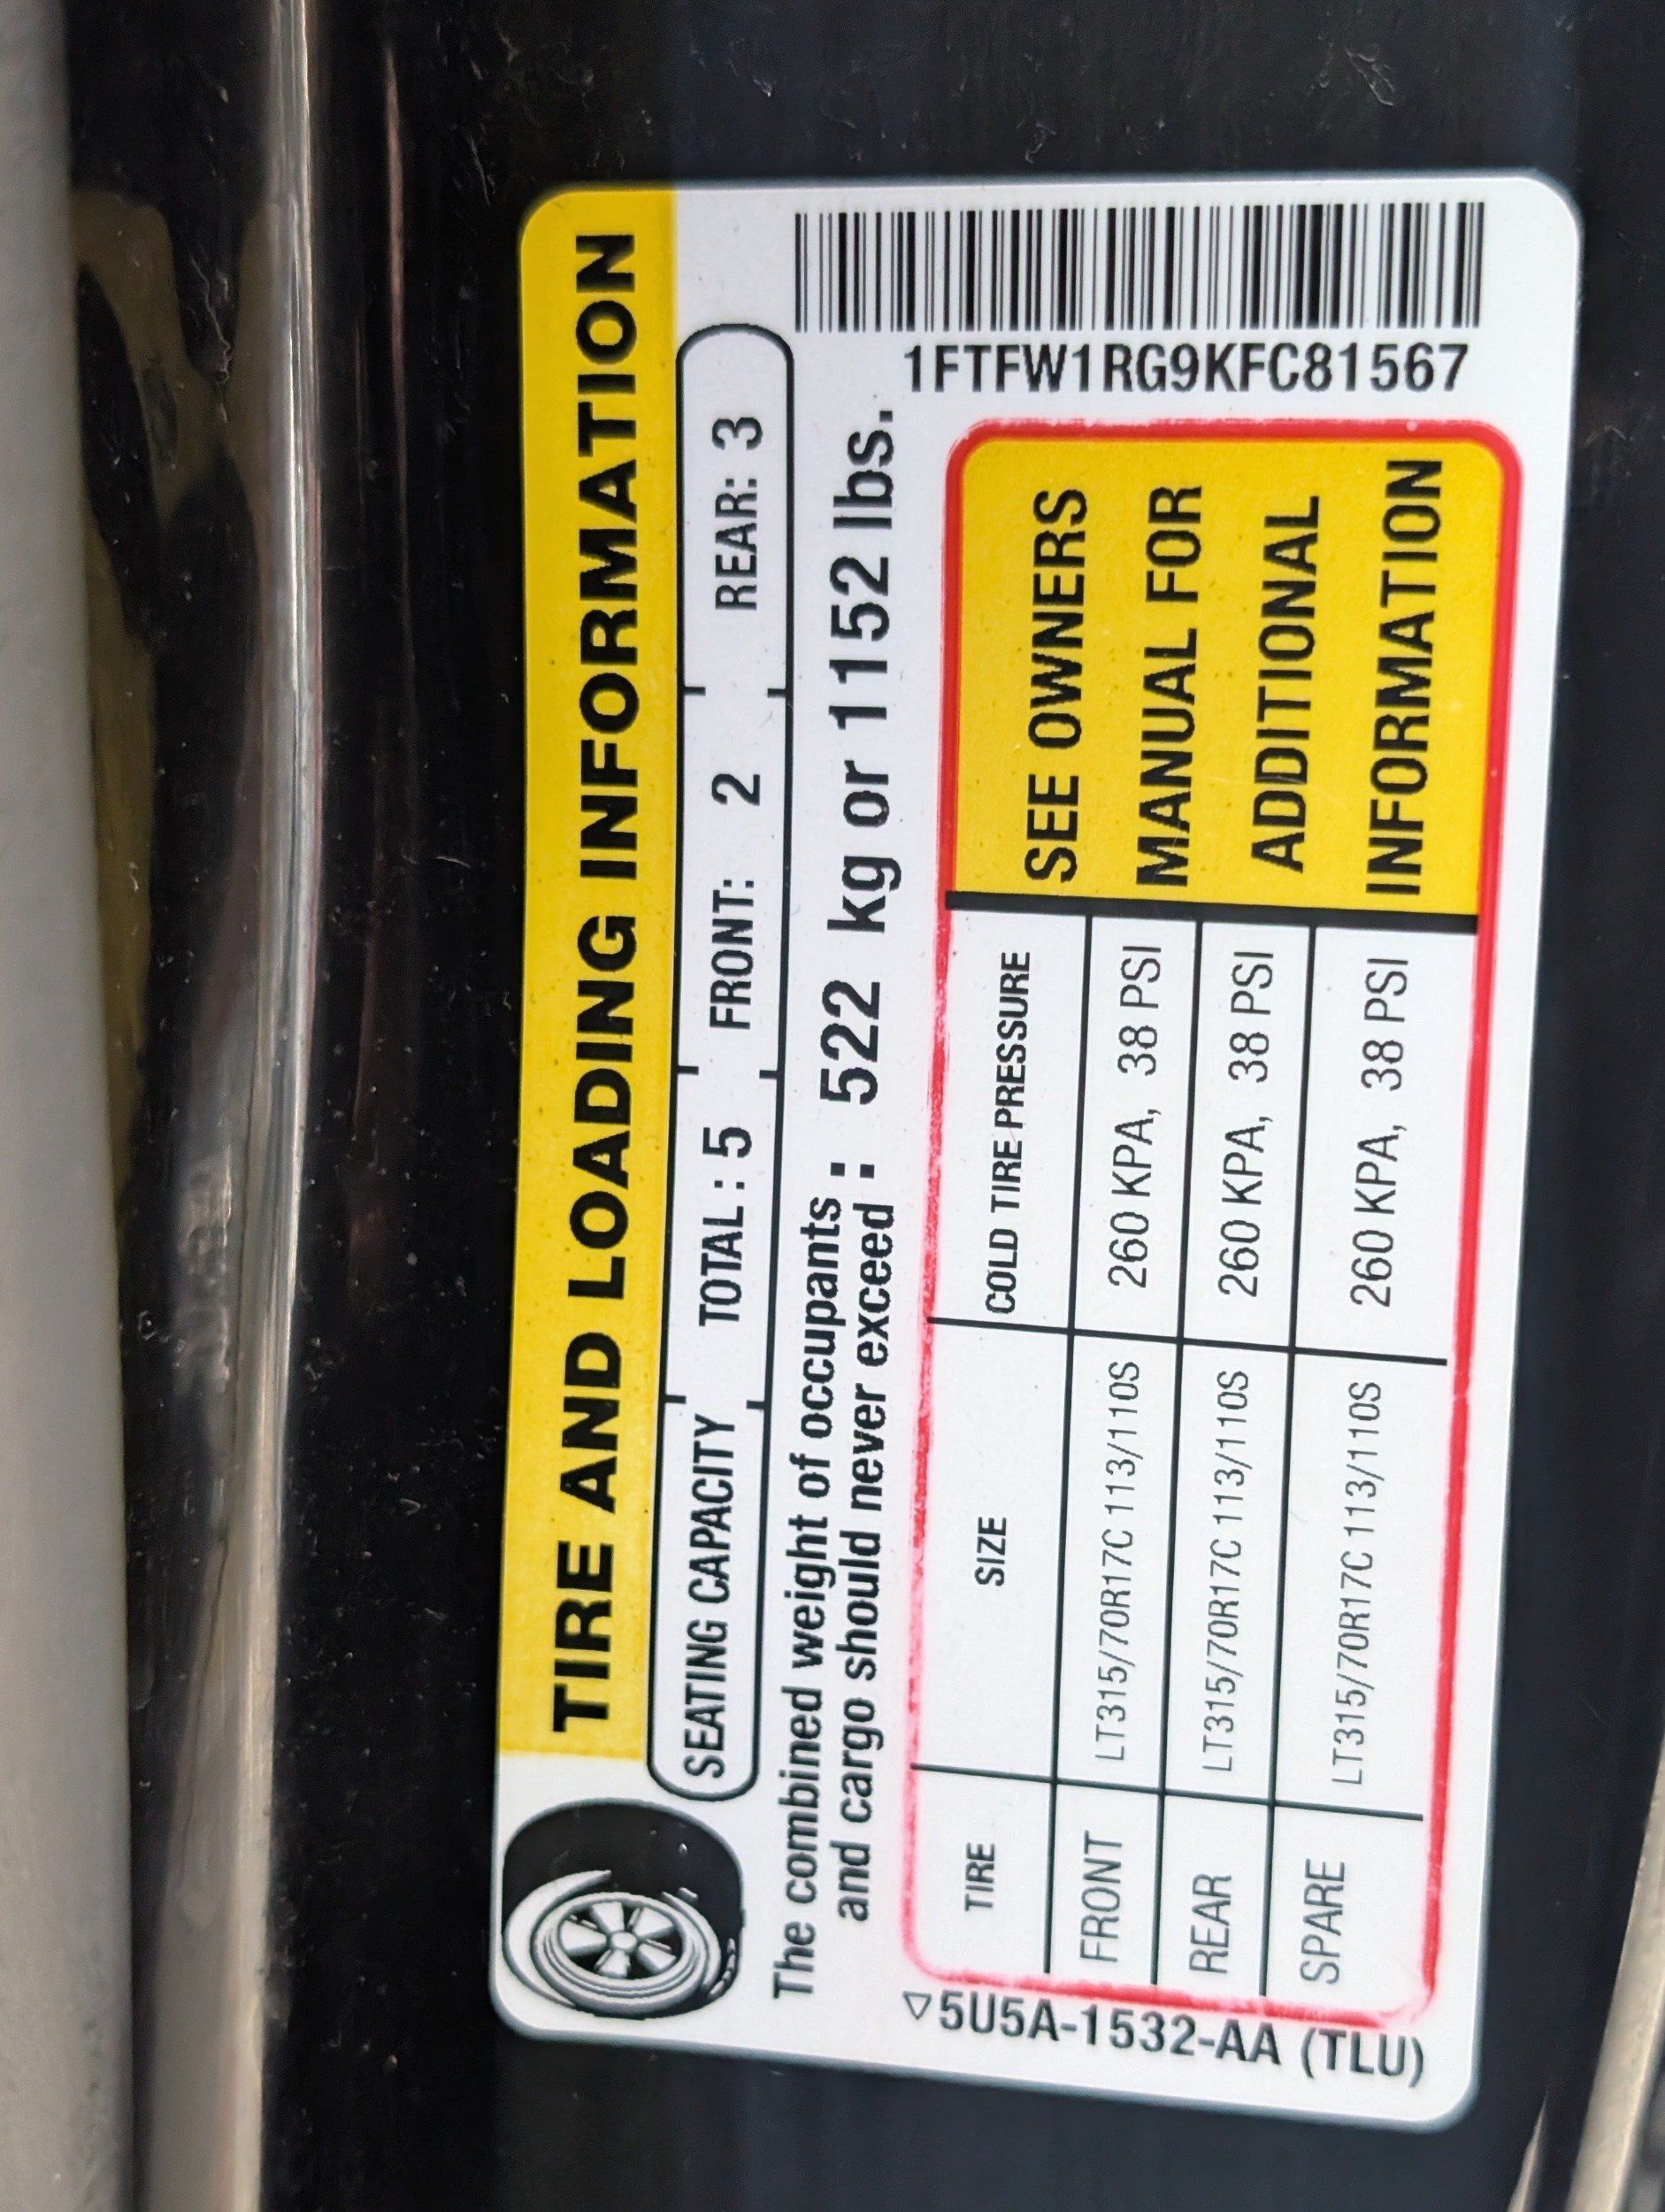 TIRE AND LOADING INFORMATION
SEATING CAPACITY TOTAL : 5 FRONT: 2 REAR: 3
The combined weight of occupants
and cargo should never exceed : 522 kg or 1152 lbs.
TIRE SIZE COLD TIRE PRESSURE
FRONT LT315/70R17C 113/110S 260 KPA, 38 PSI
REAR LT315/70R17C 113/110S 260 KPA, 38 PSI
SPARE LT315/70R17C 113/110S 260 KPA, 38 PSI
SEE OWNERS
MANUAL FOR
ADDITIONAL
INFORMATION
1FTFW1RG9KFC81567
▽5U5A-1532-AA (TLU)